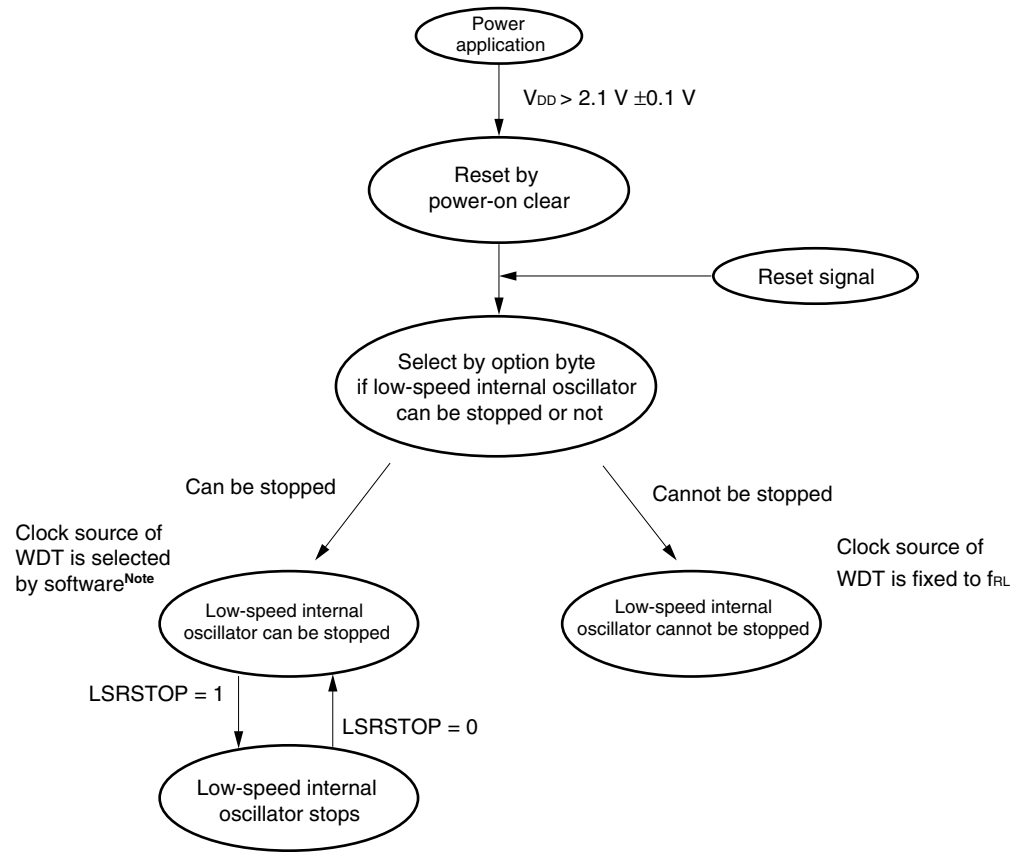 Power
application
VDD > 2.1 V ±0.1 V
Reset by
power-on clear
Reset signal
Select by option byte
if low-speed internal oscillator
can be stopped or not
Can be stopped
Cannot be stopped
Clock source of
WDT is selected
by softwareNote
Clock source of
WDT is fixed to fRL
Low-speed internal
oscillator can be stopped
Low-speed internal
oscillator cannot be stopped
LSRSTOP = 1
LSRSTOP = 0
Low-speed internal
oscillator stops